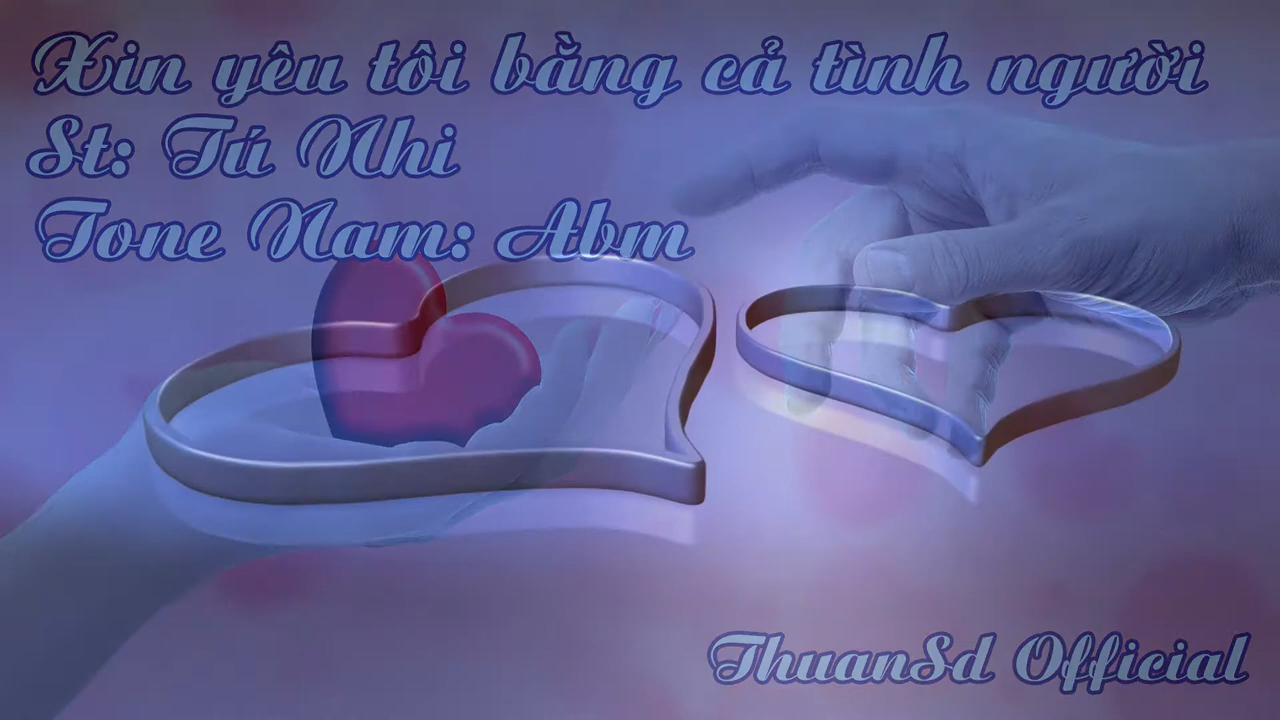 Xin yêu tôi bằng cả tình người
St: Tú Nhi
Tone Nam: Abm
ThuanSd Official